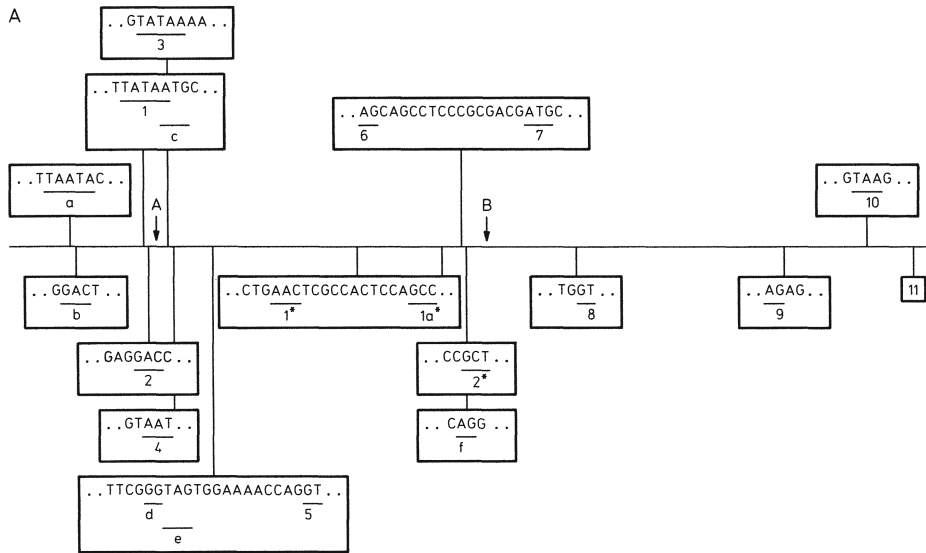 A
..GTATAAAA..
3
..TTATAATGC..
1
c
..AGCAGCCTCCCGCGACGATGC..
6 7
..TTAATAC..
a
A
B
..GTAAG..
10
..GGACT..
b
..CTGAACTCGCCACTCCAGCC..
1* 1a*
..TGGT..
8
..AGAG..
9
11
..GAGGACC..
2
..CCGCT..
2*
..GTAAT..
4
..CAGG..
f
..TTCGGGTAGTGGAAAACCAGGT..
d 5
e